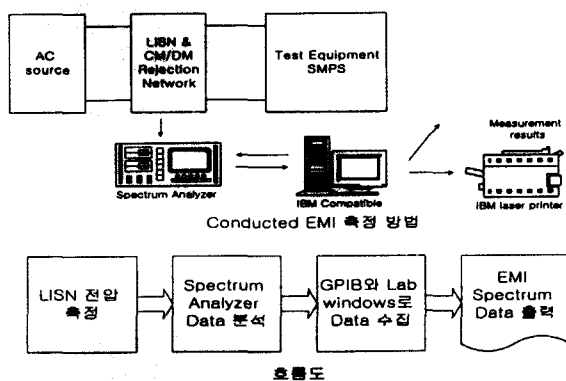 AC
source
LISN &
CM/DM
Rejection
Network
Test Equipment
SMPS
Measurement
results
Spectrum Analyzer
IBM Compatible
IBM laser printer
Conducted EMI 측정 방법
LISN 전압
측정
Spectrum
Analyzer
Data 분석
GPIB와 Lab
windows로
Data 수집
EMI
Spectrum
Data 출력
흐름도